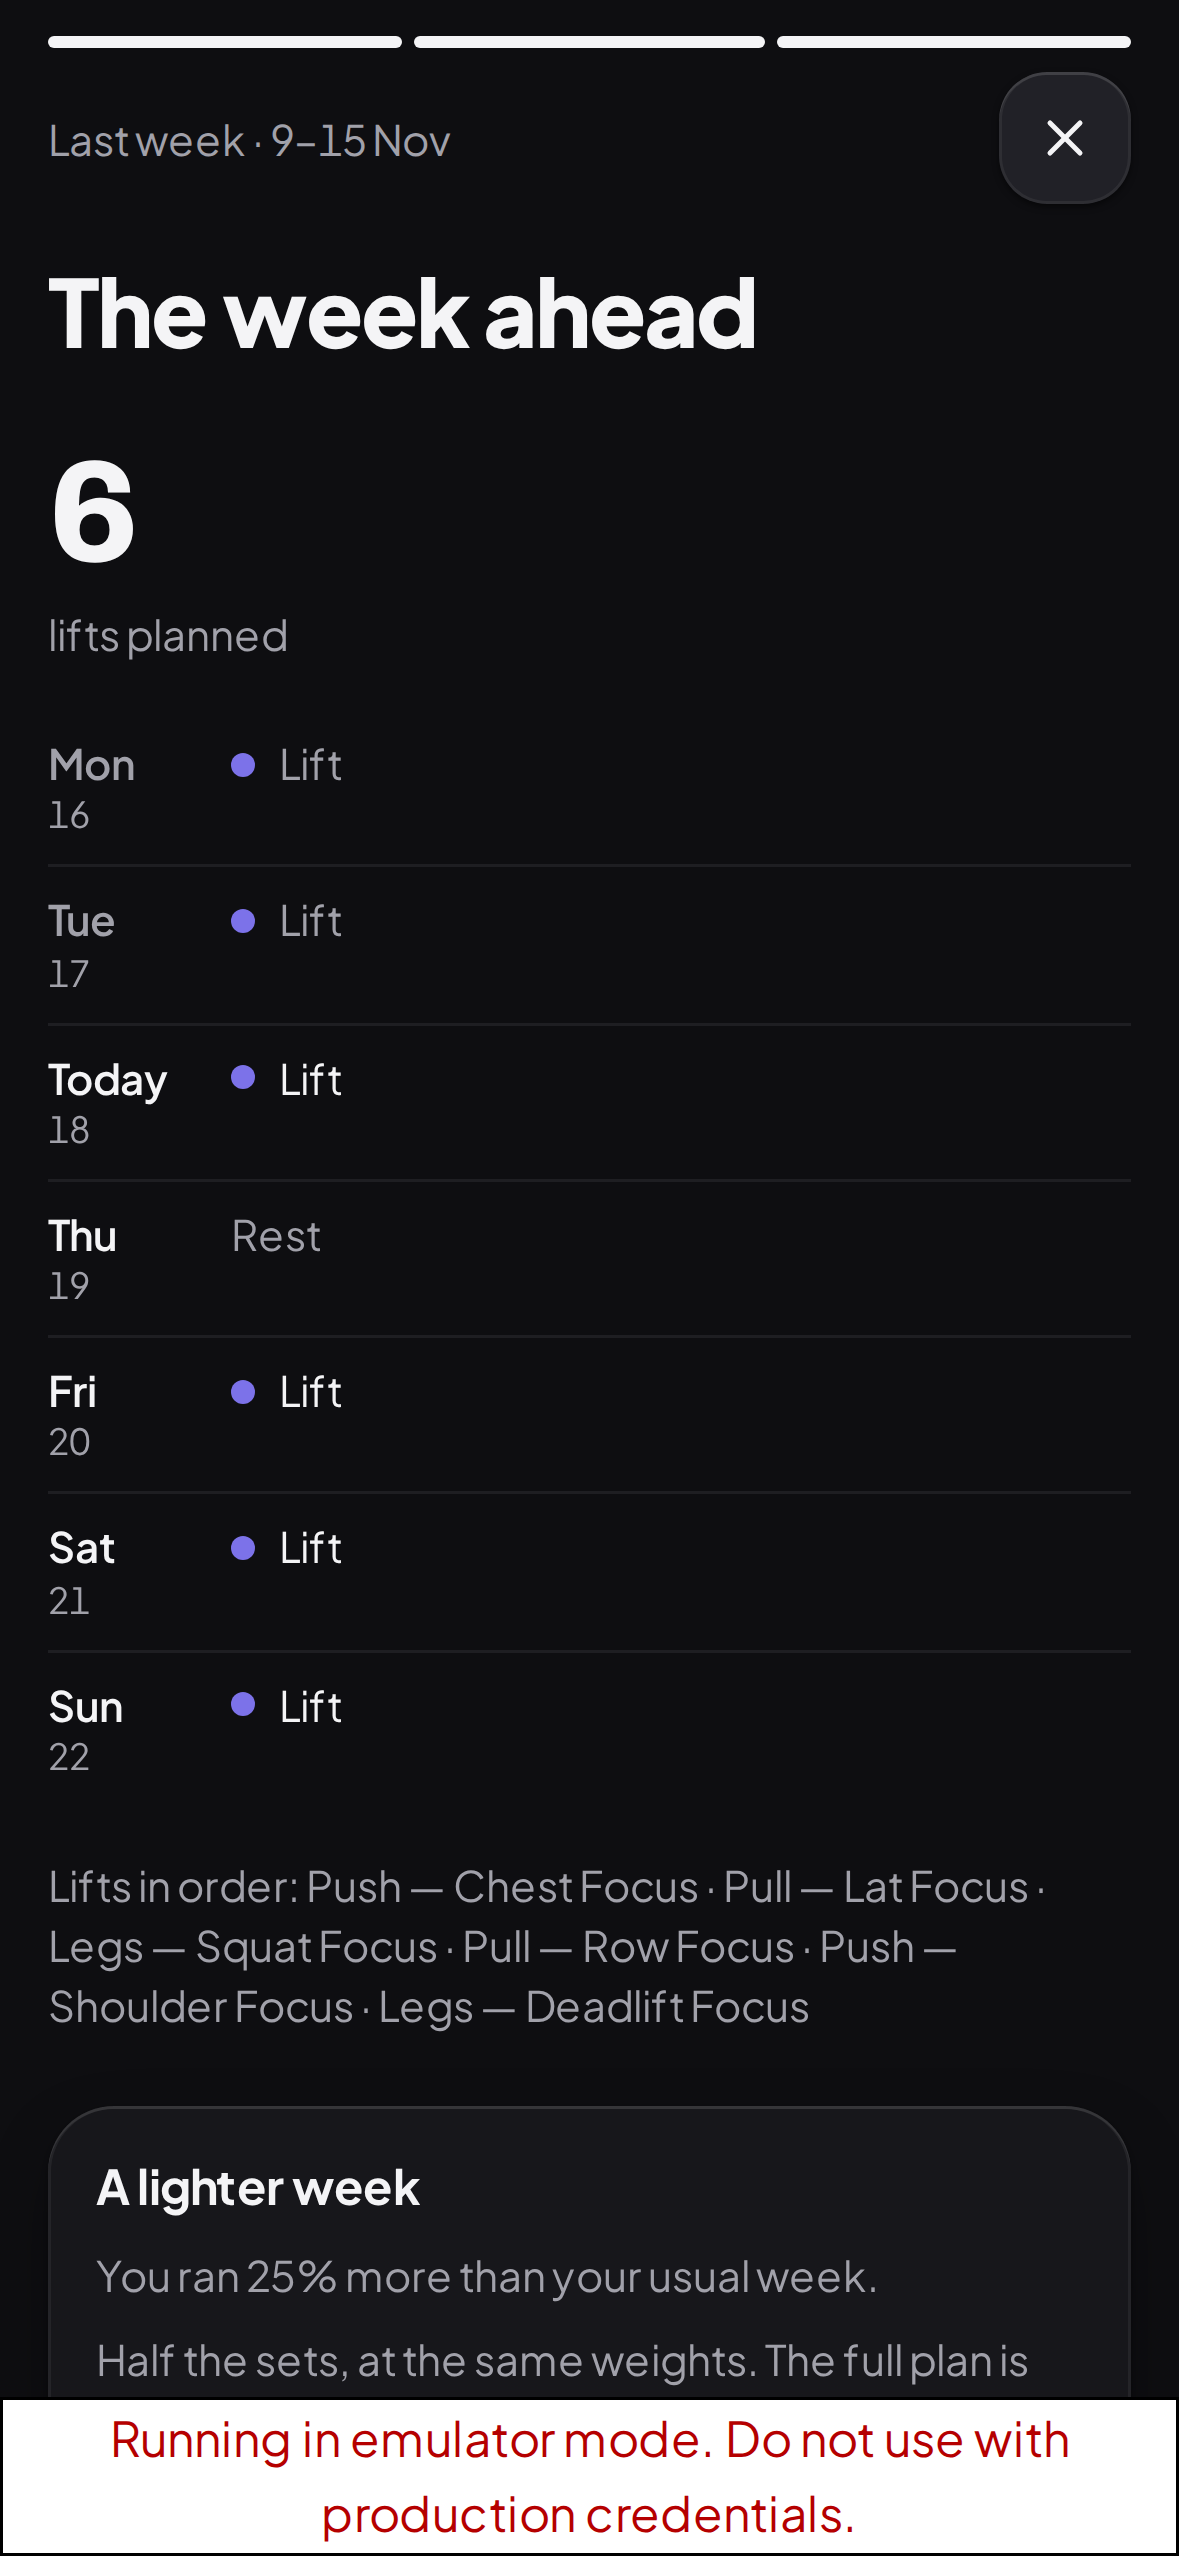 Last week · 9–15 Nov
The week ahead
6
lifts planned
Mon
Lift
16
Tue
Lift
17
Today
Lift
18
Thu
Rest
19
Fri
Lift
20
Sat
Lift
21
Sun
Lift
22
Lifts in order: Push — Chest Focus · Pull — Lat Focus ·
Legs — Squat Focus · Pull — Row Focus · Push —
Shoulder Focus · Legs — Deadlift Focus
A lighter week
You ran 25% more than your usual week.
Half the sets, at the same weights. The full plan is
Running in emulator mode. Do not use with
production credentials.